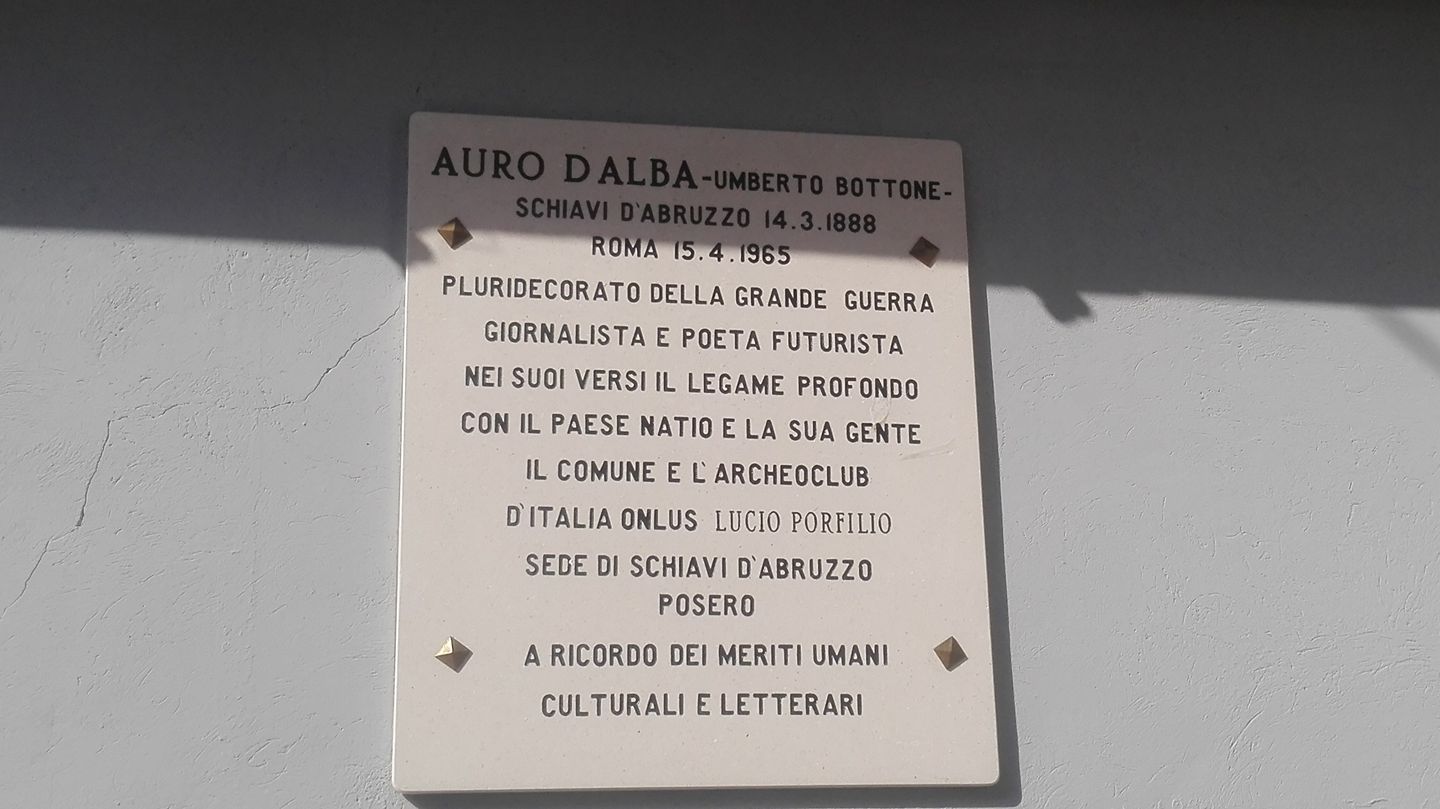 AURO D ALBA-UMBERTO BOTTONE-
SCHIAVI D'ABRUZZO 14.3.1888
ROMA 15.4.1965
PLURIDECORATO DELLA GRANDE GUERRA
GIORNALISTA E POETA FUTURISTA
NEI SUOI VERSI IL LEGAME PROFONDO
CON IL PAESE NATIO E LA SUA GENTE
IL COMUNE E L'ARCHEOCLUB
D'ITALIA ONLUS LUCIO PORFILIO
SEDE DI SCHIAVI D'ABRUZZO
POSERO
A RICORDO DEI MERITI UMANI
CULTURALI E LETTERARI